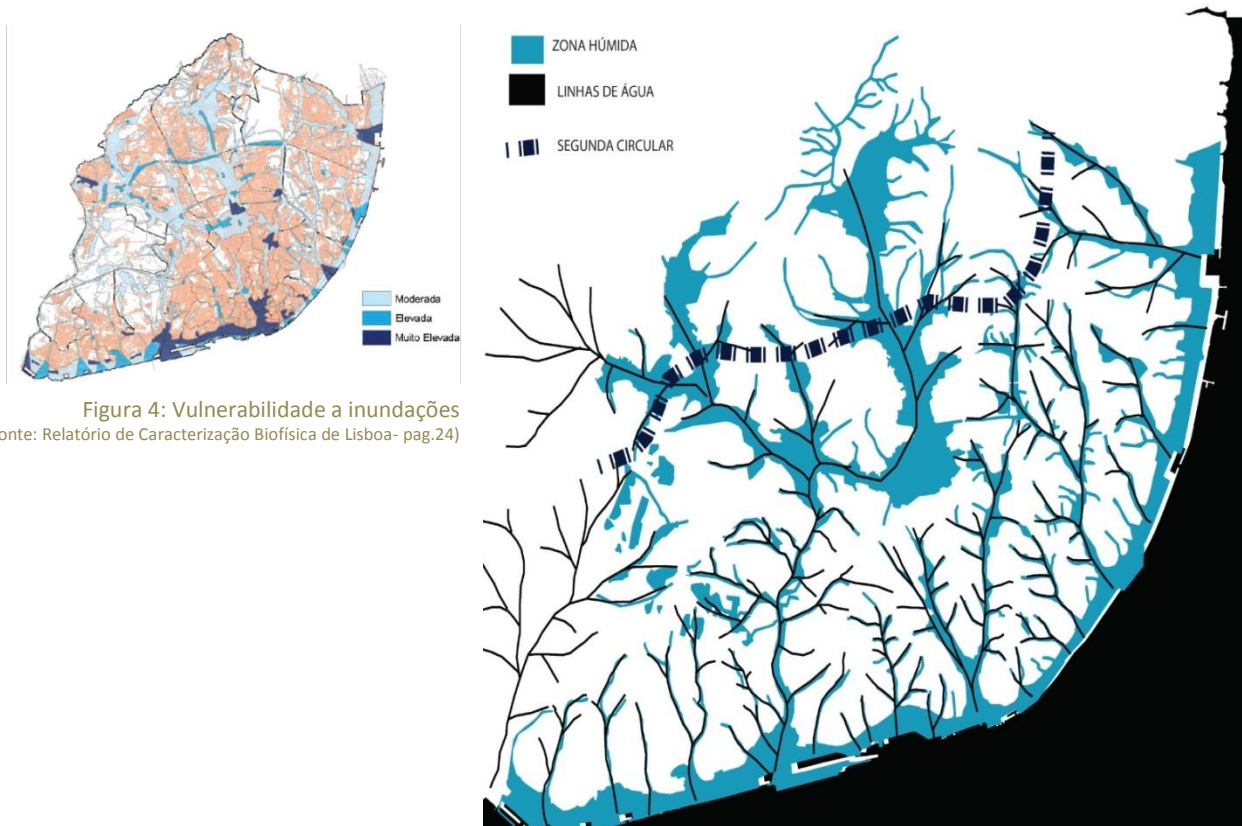 Moderada
Elevada
Muito Elevada
Figura 4: Vulnerabilidade a inundações
onte: Relatório de Caracterização Biofísica de Lisboa- pag.24)
ZONA HÚMIDA
LINHAS DE ÁGUA
SEGUNDA CIRCULAR